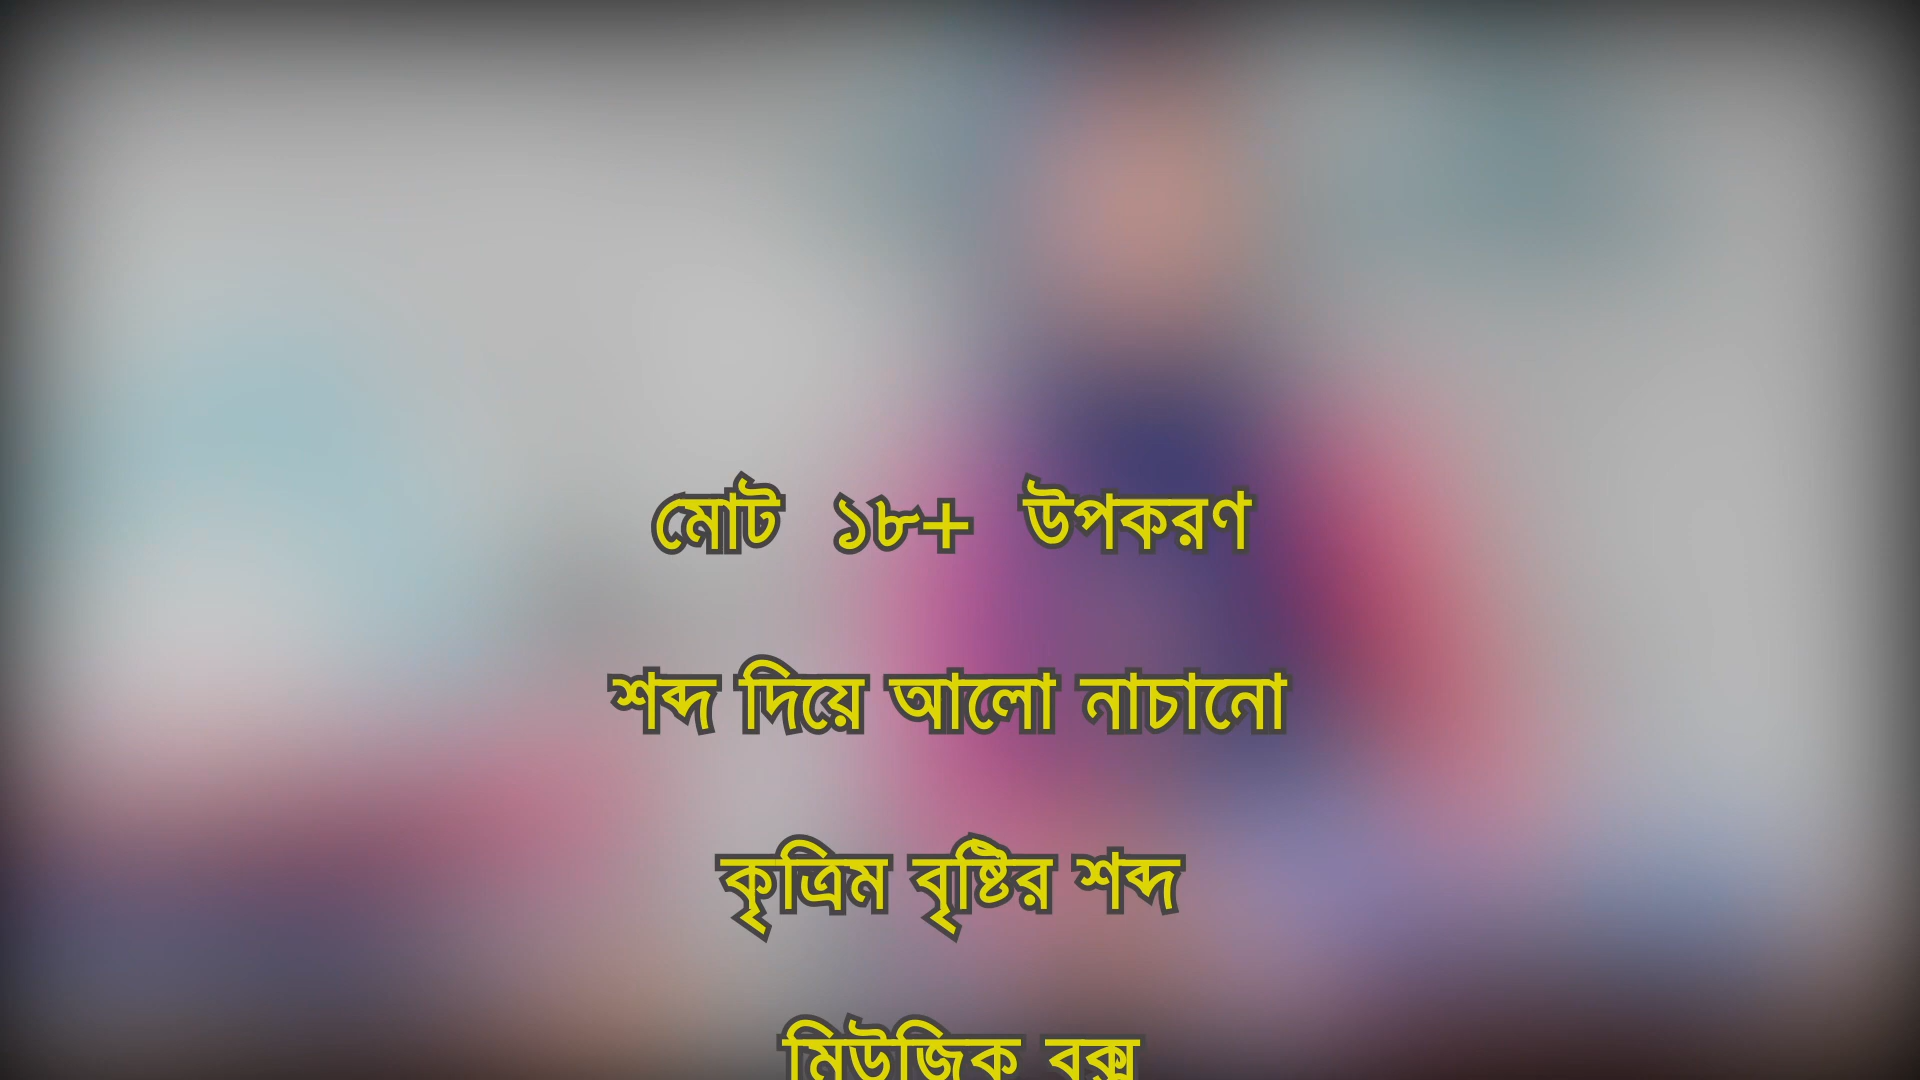 মোট ১৮+ উপকরণ
শব্দ দিয়ে আলো নাচানো
কৃত্রিম বৃষ্টির শব্দ
মিউজিক বক্স